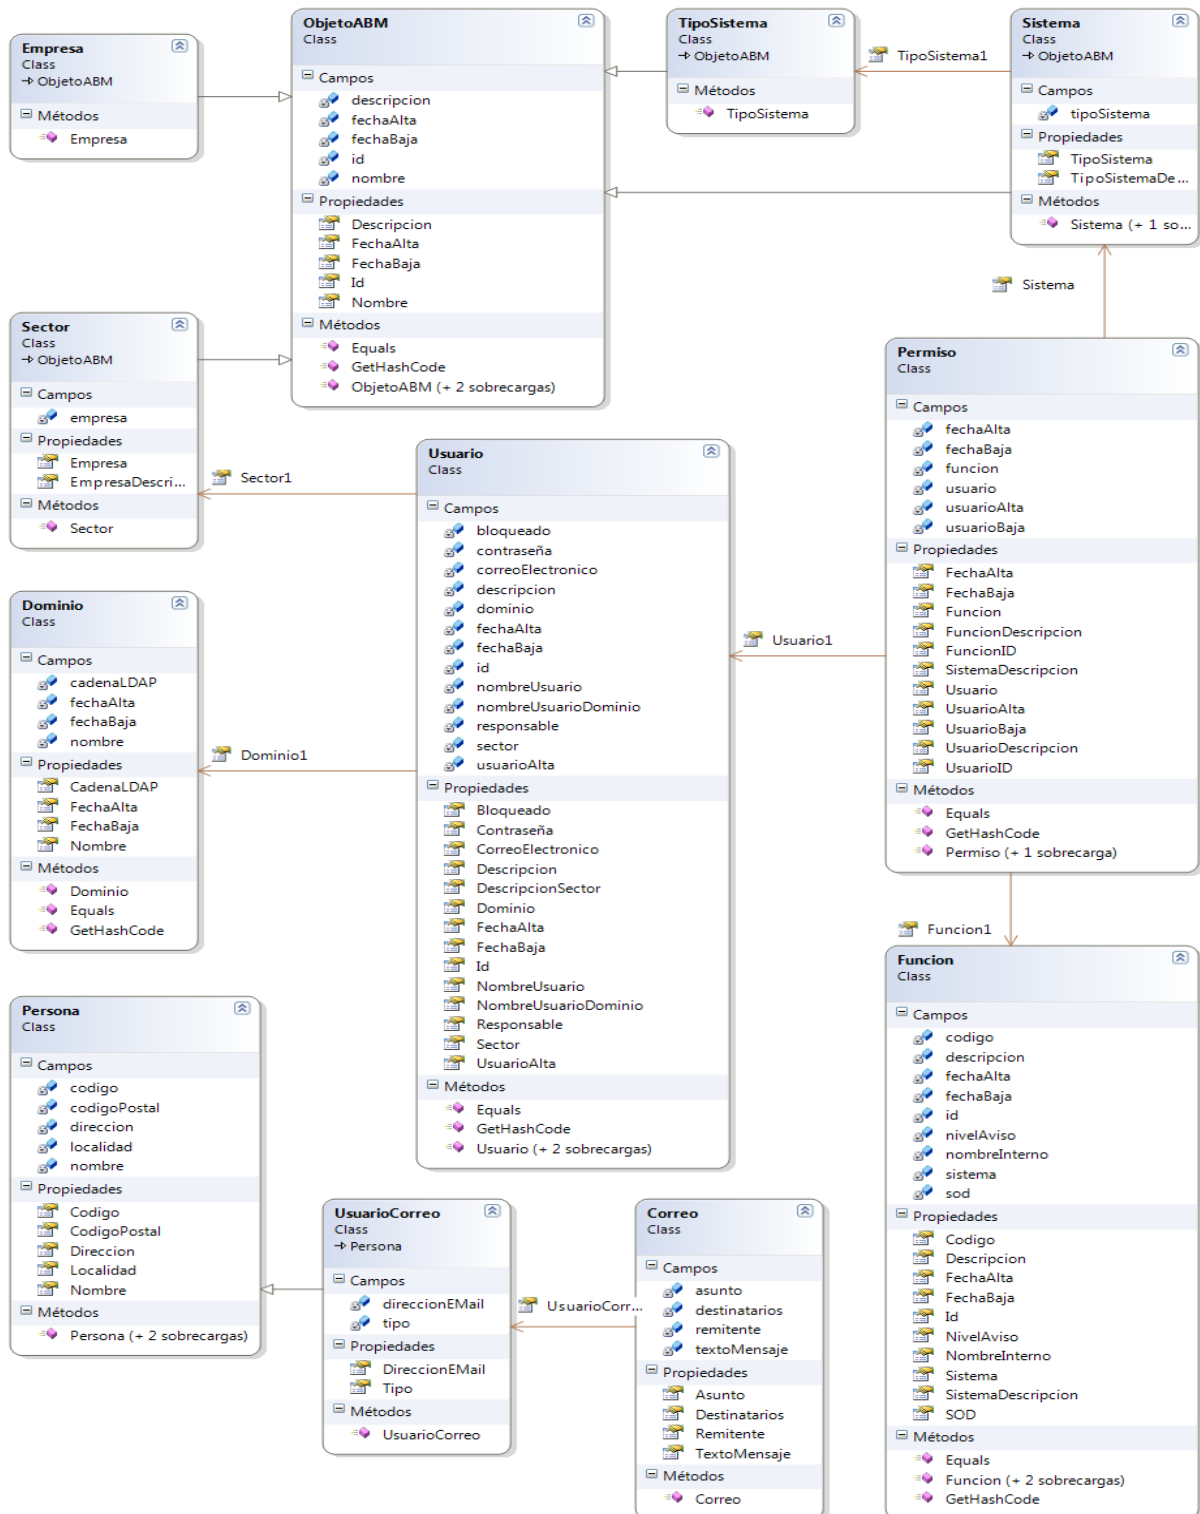 Empresa
Class
ObjetoABM
Métodos
Empresa
ObjetoABM
Class
Campos
descripcion
fechaAlta
fechaBaja
id
nombre
Propiedades
Descripcion
FechaAlta
FechaBaja
Id
Nombre
Métodos
Equals
GetHashCode
ObjetoABM (+ 2 sobrecargas)
TipoSistema
Class
ObjetoABM
Métodos
TipoSistema
TipoSistema1
Sistema
Class
ObjetoABM
Campos
tipoSistema
Propiedades
TipoSistema
TipoSistemaDe...
Métodos
Sistema (+ 1 so...
Sistema
Sector
Class
ObjetoABM
Campos
empresa
Propiedades
Empresa
EmpresaDescri...
Métodos
Sector
Sector1
Usuario
Class
Campos
bloqueado
contraseña
correoElectronico
descripcion
dominio
fechaAlta
fechaBaja
id
nombreUsuario
nombreUsuarioDominio
responsable
sector
usuarioAlta
Propiedades
Bloqueado
Contraseña
CorreoElectronico
Descripcion
DescripcionSector
Dominio
FechaAlta
FechaBaja
Id
NombreUsuario
NombreUsuarioDominio
Responsable
Sector
UsuarioAlta
Métodos
Equals
GetHashCode
Usuario (+ 2 sobrecargas)
Usuario1
Permiso
Class
Campos
fechaAlta
fechaBaja
funcion
usuario
usuarioAlta
usuarioBaja
Propiedades
FechaAlta
FechaBaja
Funcion
FuncionDescripcion
FuncionID
SistemaDescripcion
Usuario
UsuarioAlta
UsuarioBaja
UsuarioDescripcion
UsuarioID
Métodos
Equals
GetHashCode
Permiso (+ 1 sobrecarga)
Funcion1
Dominio
Class
Campos
cadenaLDAP
fechaAlta
fechaBaja
nombre
Propiedades
CadenaLDAP
FechaAlta
FechaBaja
Nombre
Métodos
Dominio
Equals
GetHashCode
Dominio1
Persona
Class
Campos
codigo
codigoPostal
direccion
localidad
nombre
Propiedades
Codigo
CodigoPostal
Direccion
Localidad
Nombre
Métodos
Persona (+ 2 sobrecargas)
UsuarioCorreo
Class
Persona
Campos
direccionEMail
tipo
Propiedades
DireccionEMail
Tipo
Métodos
UsuarioCorreo
UsuarioCorr...
Correo
Class
Campos
asunto
destinatarios
remitente
textoMensaje
Propiedades
Asunto
Destinatarios
Remitente
TextoMensaje
Métodos
Correo
Funcion
Class
Campos
codigo
descripcion
fechaAlta
fechaBaja
id
nivelAviso
nombreInterno
sistema
sod
Propiedades
Codigo
Descripcion
FechaAlta
FechaBaja
Id
NivelAviso
NombreInterno
Sistema
SistemaDescripcion
SOD
Métodos
Equals
Funcion (+ 2 sobrecargas)
GetHashCode